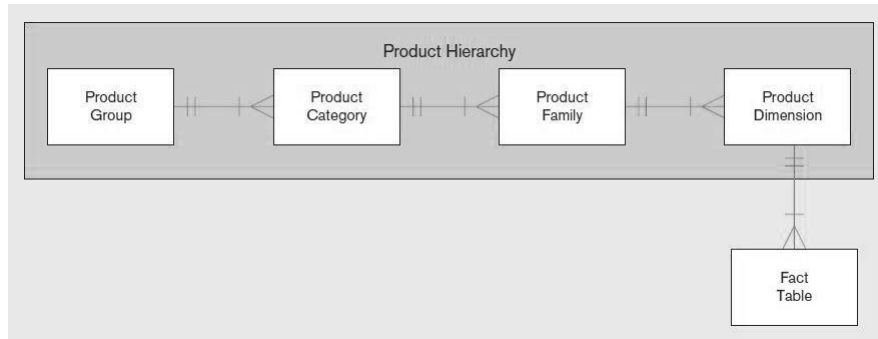 Product Hierarchy
Product
Group
Product
Category
Product
Family
Product
Dimension
Fact
Table